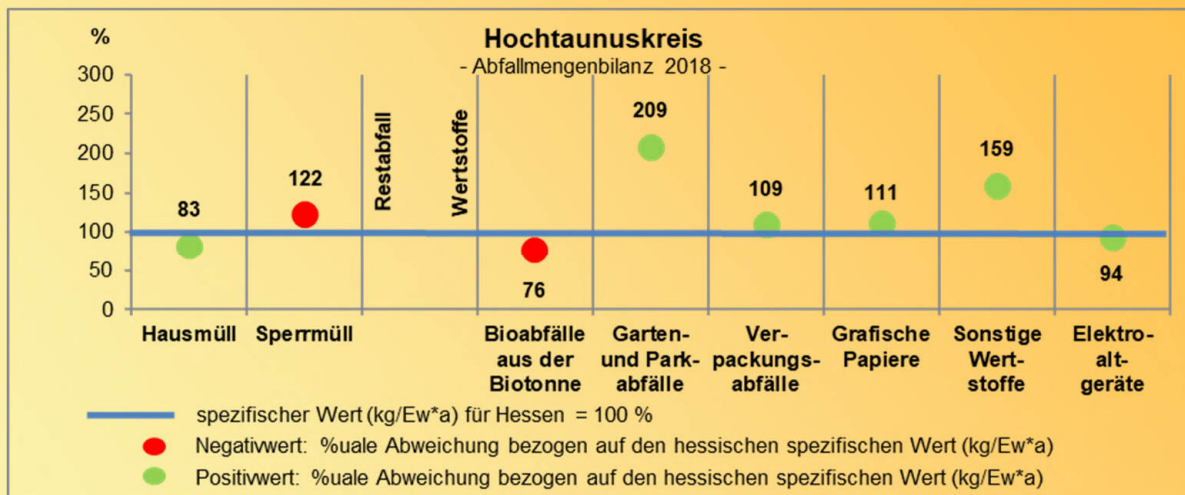 Hochtaunuskreis
- Abfallmengenbilanz 2018 -
%
300
250
200
150
100
50
0
83
122
Restabfall
Wertstoffe
76
209
109
111
159
94
Hausmüll
Sperrmüll
Bioabfälle
aus der
Biotonne
Garten-
und Park-
abfälle
Ver-
packungs-
abfälle
Grafische
Papiere
Sonstige
Wert-
stoffe
Elektro-
alt-
geräte
spezifischer Wert (kg/Ew*a) für Hessen = 100 %
Negativwert: %uale Abweichung bezogen auf den hessischen spezifischen Wert (kg/Ew*a)
Positivwert: %uale Abweichung bezogen auf den hessischen spezifischen Wert (kg/Ew*a)